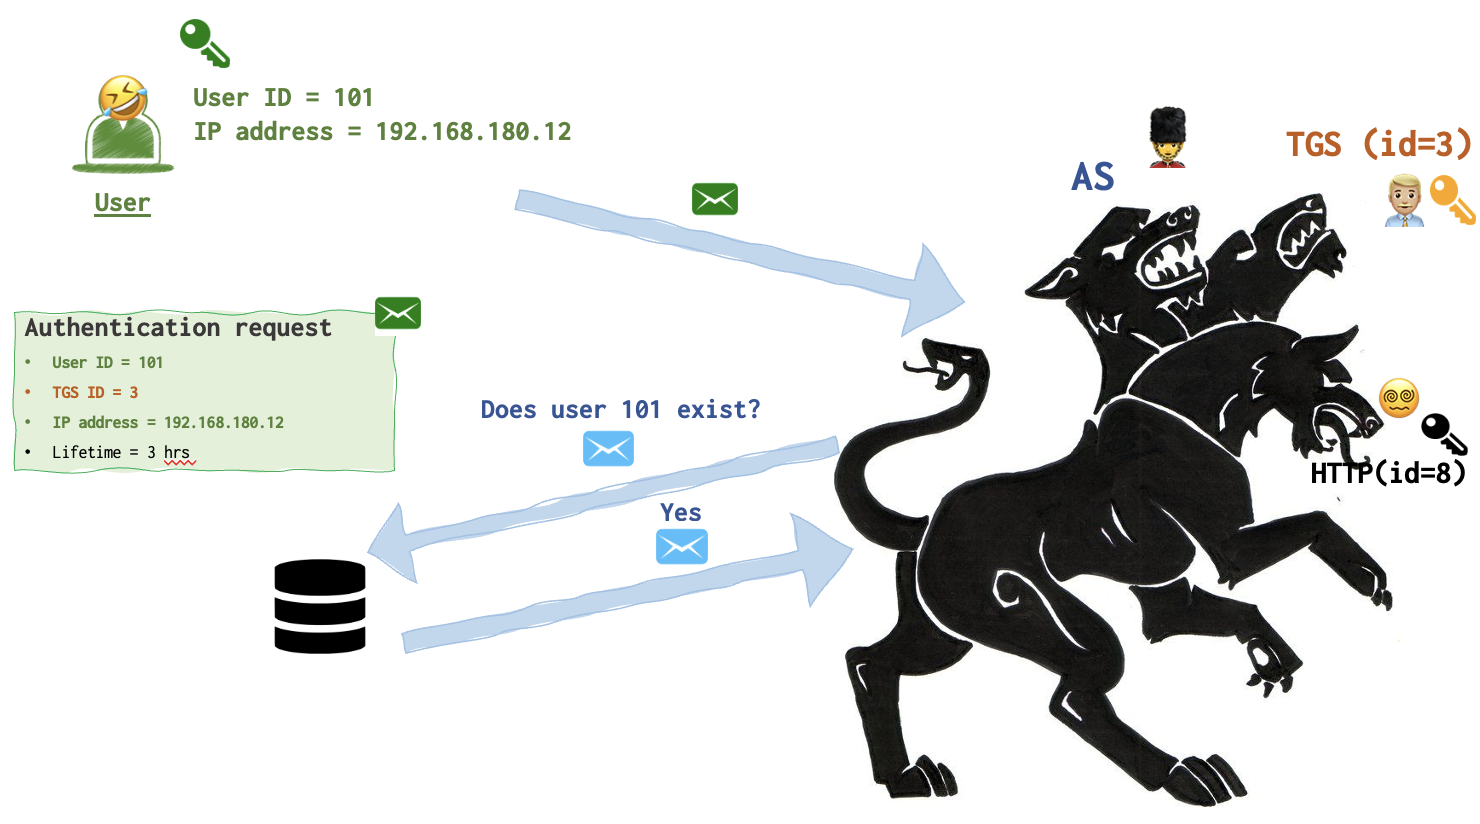 User ID = 101
IP address = 192.168.180.12
User
AS
TGS (id=3)
Authentication request
• User ID = 101
• TGS ID = 3
• IP address = 192.168.180.12
• Lifetime = 3 hrs
Does user 101 exist?
Yes
HTTP(id=8)